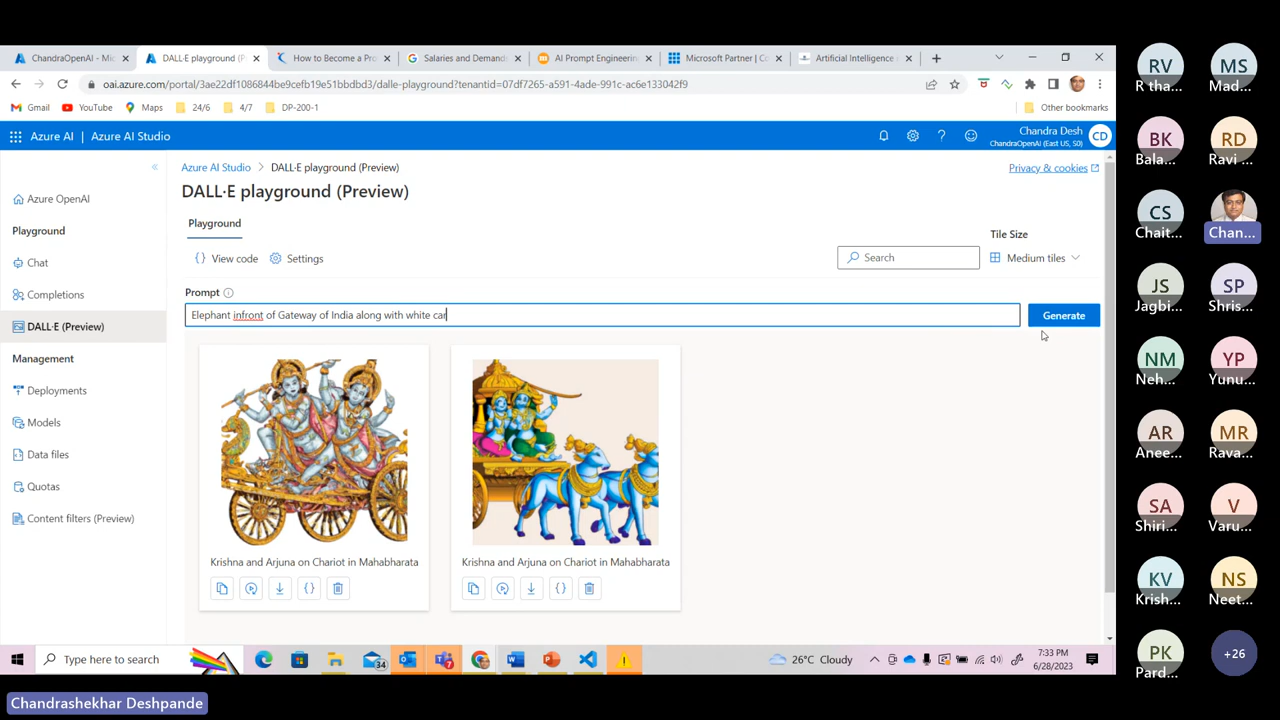 ChandraOpenAI - Mic
DALL·E playground (P
How to Become a Pro
Salaries and Demand
AI Prompt Engineerin
Microsoft Partner | Co
Artificial Intelligence
oai.azure.com/portal/3ae22df1086844be9cefb19e51bbdbd3/dalle-playground?tenantid=07df7265-a591-4ade-991c-ac6e133042f9
Gmail
YouTube
Maps
24/6
4/7
DP-200-1
Other bookmarks
Azure AI | Azure AI Studio
Chandra Desh
ChandraOpenAI (East US, S0)
CD
Azure AI Studio > DALL·E playground (Preview)
Privacy & cookies
DALL·E playground (Preview)
Azure OpenAI
Playground
Chat
Completions
DALL·E (Preview)
Management
Deployments
Models
Data files
Quotas
Content filters (Preview)
Playground
Tile Size
{} View code
Settings
Search
Medium tiles
Prompt
Elephant infront of Gateway of India along with white car
Generate
Krishna and Arjuna on Chariot in Mahabharata
Krishna and Arjuna on Chariot in Mahabharata
Type here to search
34
26°C Cloudy
7:33 PM
6/28/2023
RV
R tha...
MS
Mad...
BK
Bala...
RD
Ravi ...
CS
Chait...
Chan...
JS
Jagbi...
SP
Shris...
NM
Neh...
YP
Yunu...
AR
Anee...
MR
Rava...
SA
Shiri...
V
Varu...
KV
Krish...
NS
Neet...
PK
Pard...
+26
Chandrashekhar Deshpande